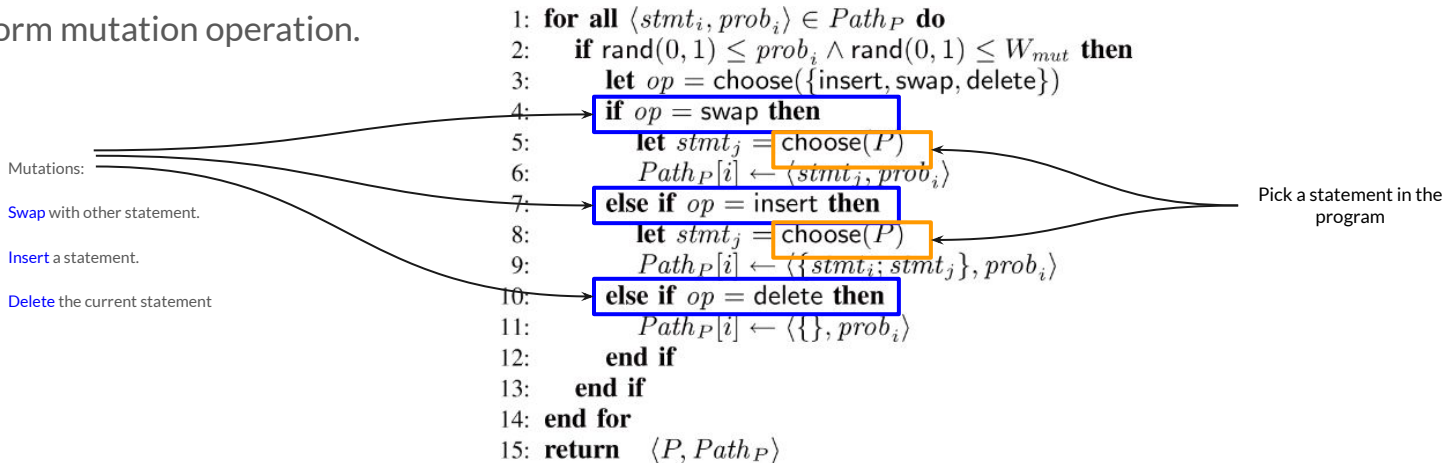 orm mutation operation.
Mutations:
Swap with other statement.
Insert a statement.
Delete the current statement
1: for all ⟨stmt_i, prob_i⟩ ∈ Path_P do
2: if rand(0, 1) ≤ prob_i ∧ rand(0, 1) ≤ W_mut then
3: let op = choose({insert, swap, delete})
4: if op = swap then
5: let stmt_j = choose(P)
6: Path_P[i] ← ⟨stmt_j, prob_i⟩
7: else if op = insert then
8: let stmt_j = choose(P)
9: Path_P[i] ← ⟨{stmt_i; stmt_j}, prob_i⟩
10: else if op = delete then
11: Path_P[i] ← ⟨{}, prob_i⟩
12: end if
13: end if
14: end for
15: return ⟨P, Path_P⟩
Pick a statement in the
program